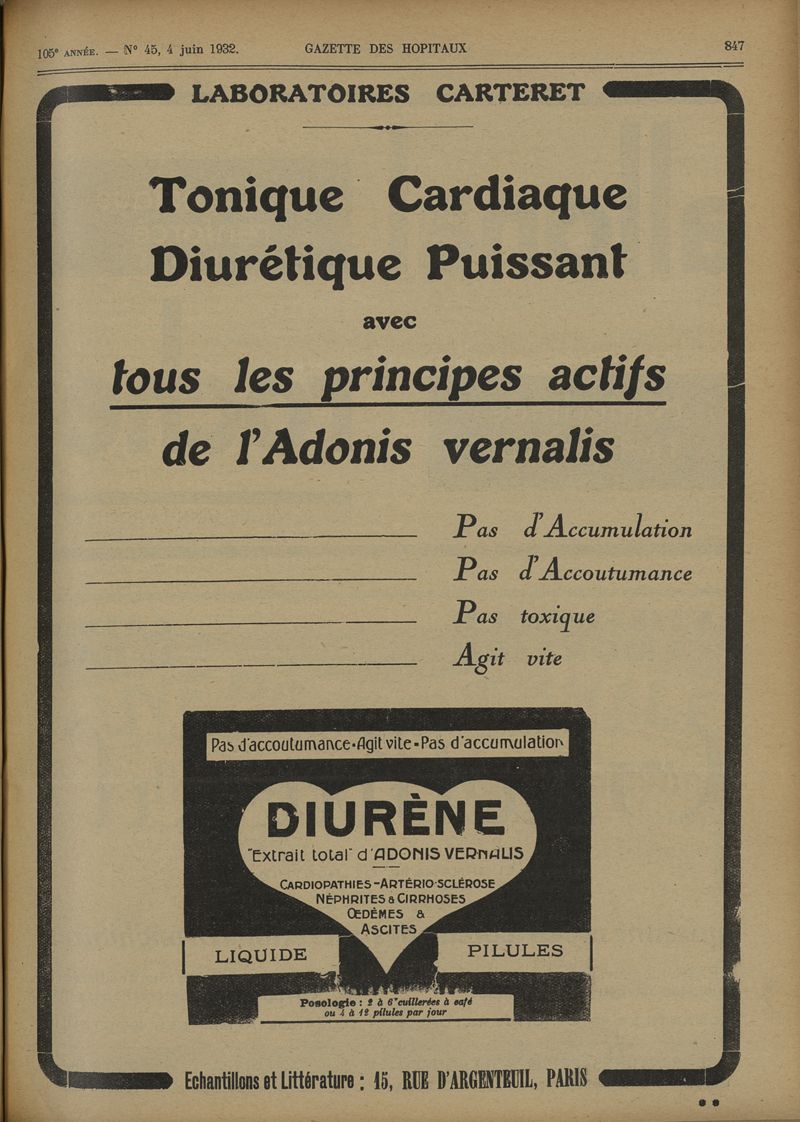 105e ANNÉE. — N° 45, 4 juin 1932. GAZETTE DES HOPITAUX 847
LABORATOIRES CARTERET
Tonique Cardiaque
Diurétique Puissant
avec
tous les principes actifs
de l'Adonis vernalis
Pas d'Accumulation
Pas d'Accoutumance
Pas toxique
Agit vite
Pas d'accoutumance-Agit vite-Pas d'accumulation
DIURÈNE
"Extrait total" d'ADONIS VERNALIS
CARDIOPATHIES-ARTÉRIO-SCLÉROSE
NÉPHRITES & CIRRHOSES
ŒDÈMES &
ASCITES
LIQUIDE PILULES
Posologie : 2 à 6 cuillerées à café
ou 4 à 12 pilules par jour
Echantillons et Littérature : 15, RUE D'ARGENTEUIL, PARIS